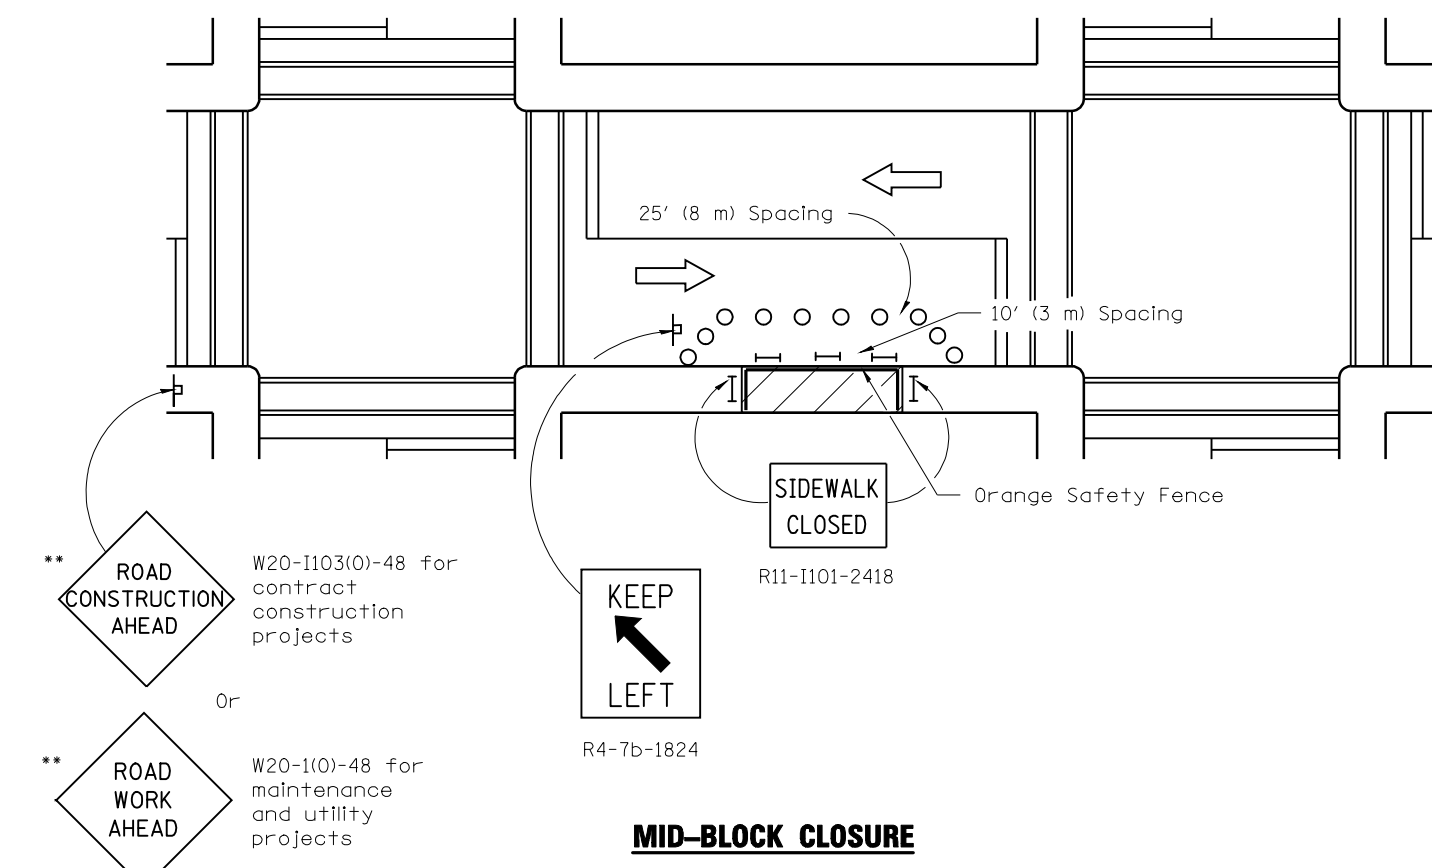 25' (8 m) Spacing
10' (3 m) Spacing
SIDEWALK
CLOSED
Orange Safety Fence
R11-I101-2418
**
ROAD
CONSTRUCTION
AHEAD
W20-I103(O)-48 for
contract
construction
projects
KEEP
LEFT
R4-7b-1824
Or
**
ROAD
WORK
AHEAD
W20-1(O)-48 for
maintenance
and utility
projects
MID–BLOCK CLOSURE